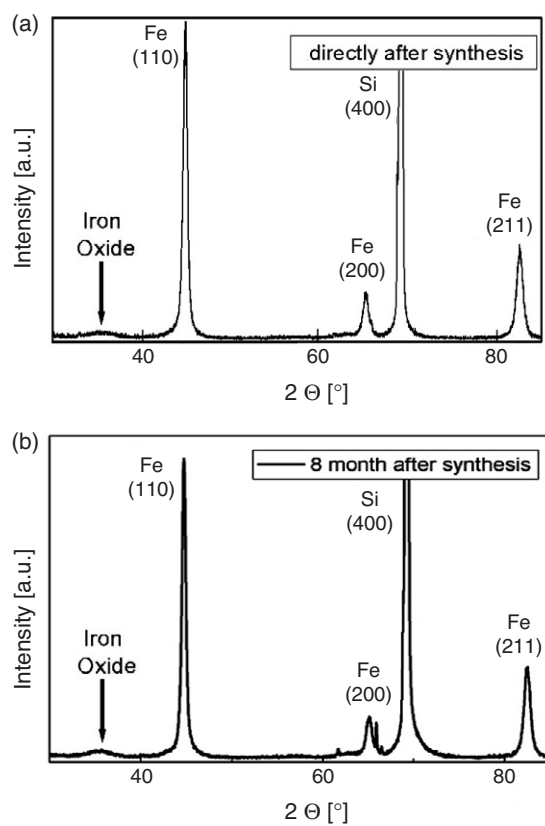 (a)
Fe
(110)
directly after synthesis
Si
(400)
Fe
(211)
Iron
Oxide
Fe
(200)
Intensity [a.u.]
40
60
80
2 Θ [°]
(b)
Fe
(110)
8 month after synthesis
Si
(400)
Fe
(211)
Iron
Oxide
Fe
(200)
Intensity [a.u.]
40
60
80
2 Θ [°]